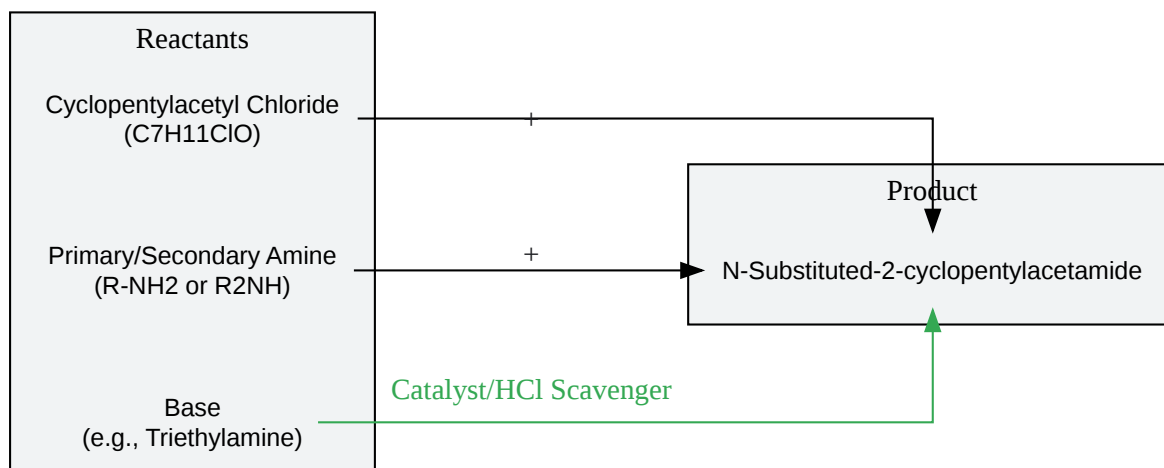 Reactants
Cyclopentylacetyl Chloride
(C7H11ClO)
+
Product
Primary/Secondary Amine
(R-NH2 or R2NH)
+
N-Substituted-2-cyclopentylacetamide
Catalyst/HCl Scavenger
Base
(e.g., Triethylamine)